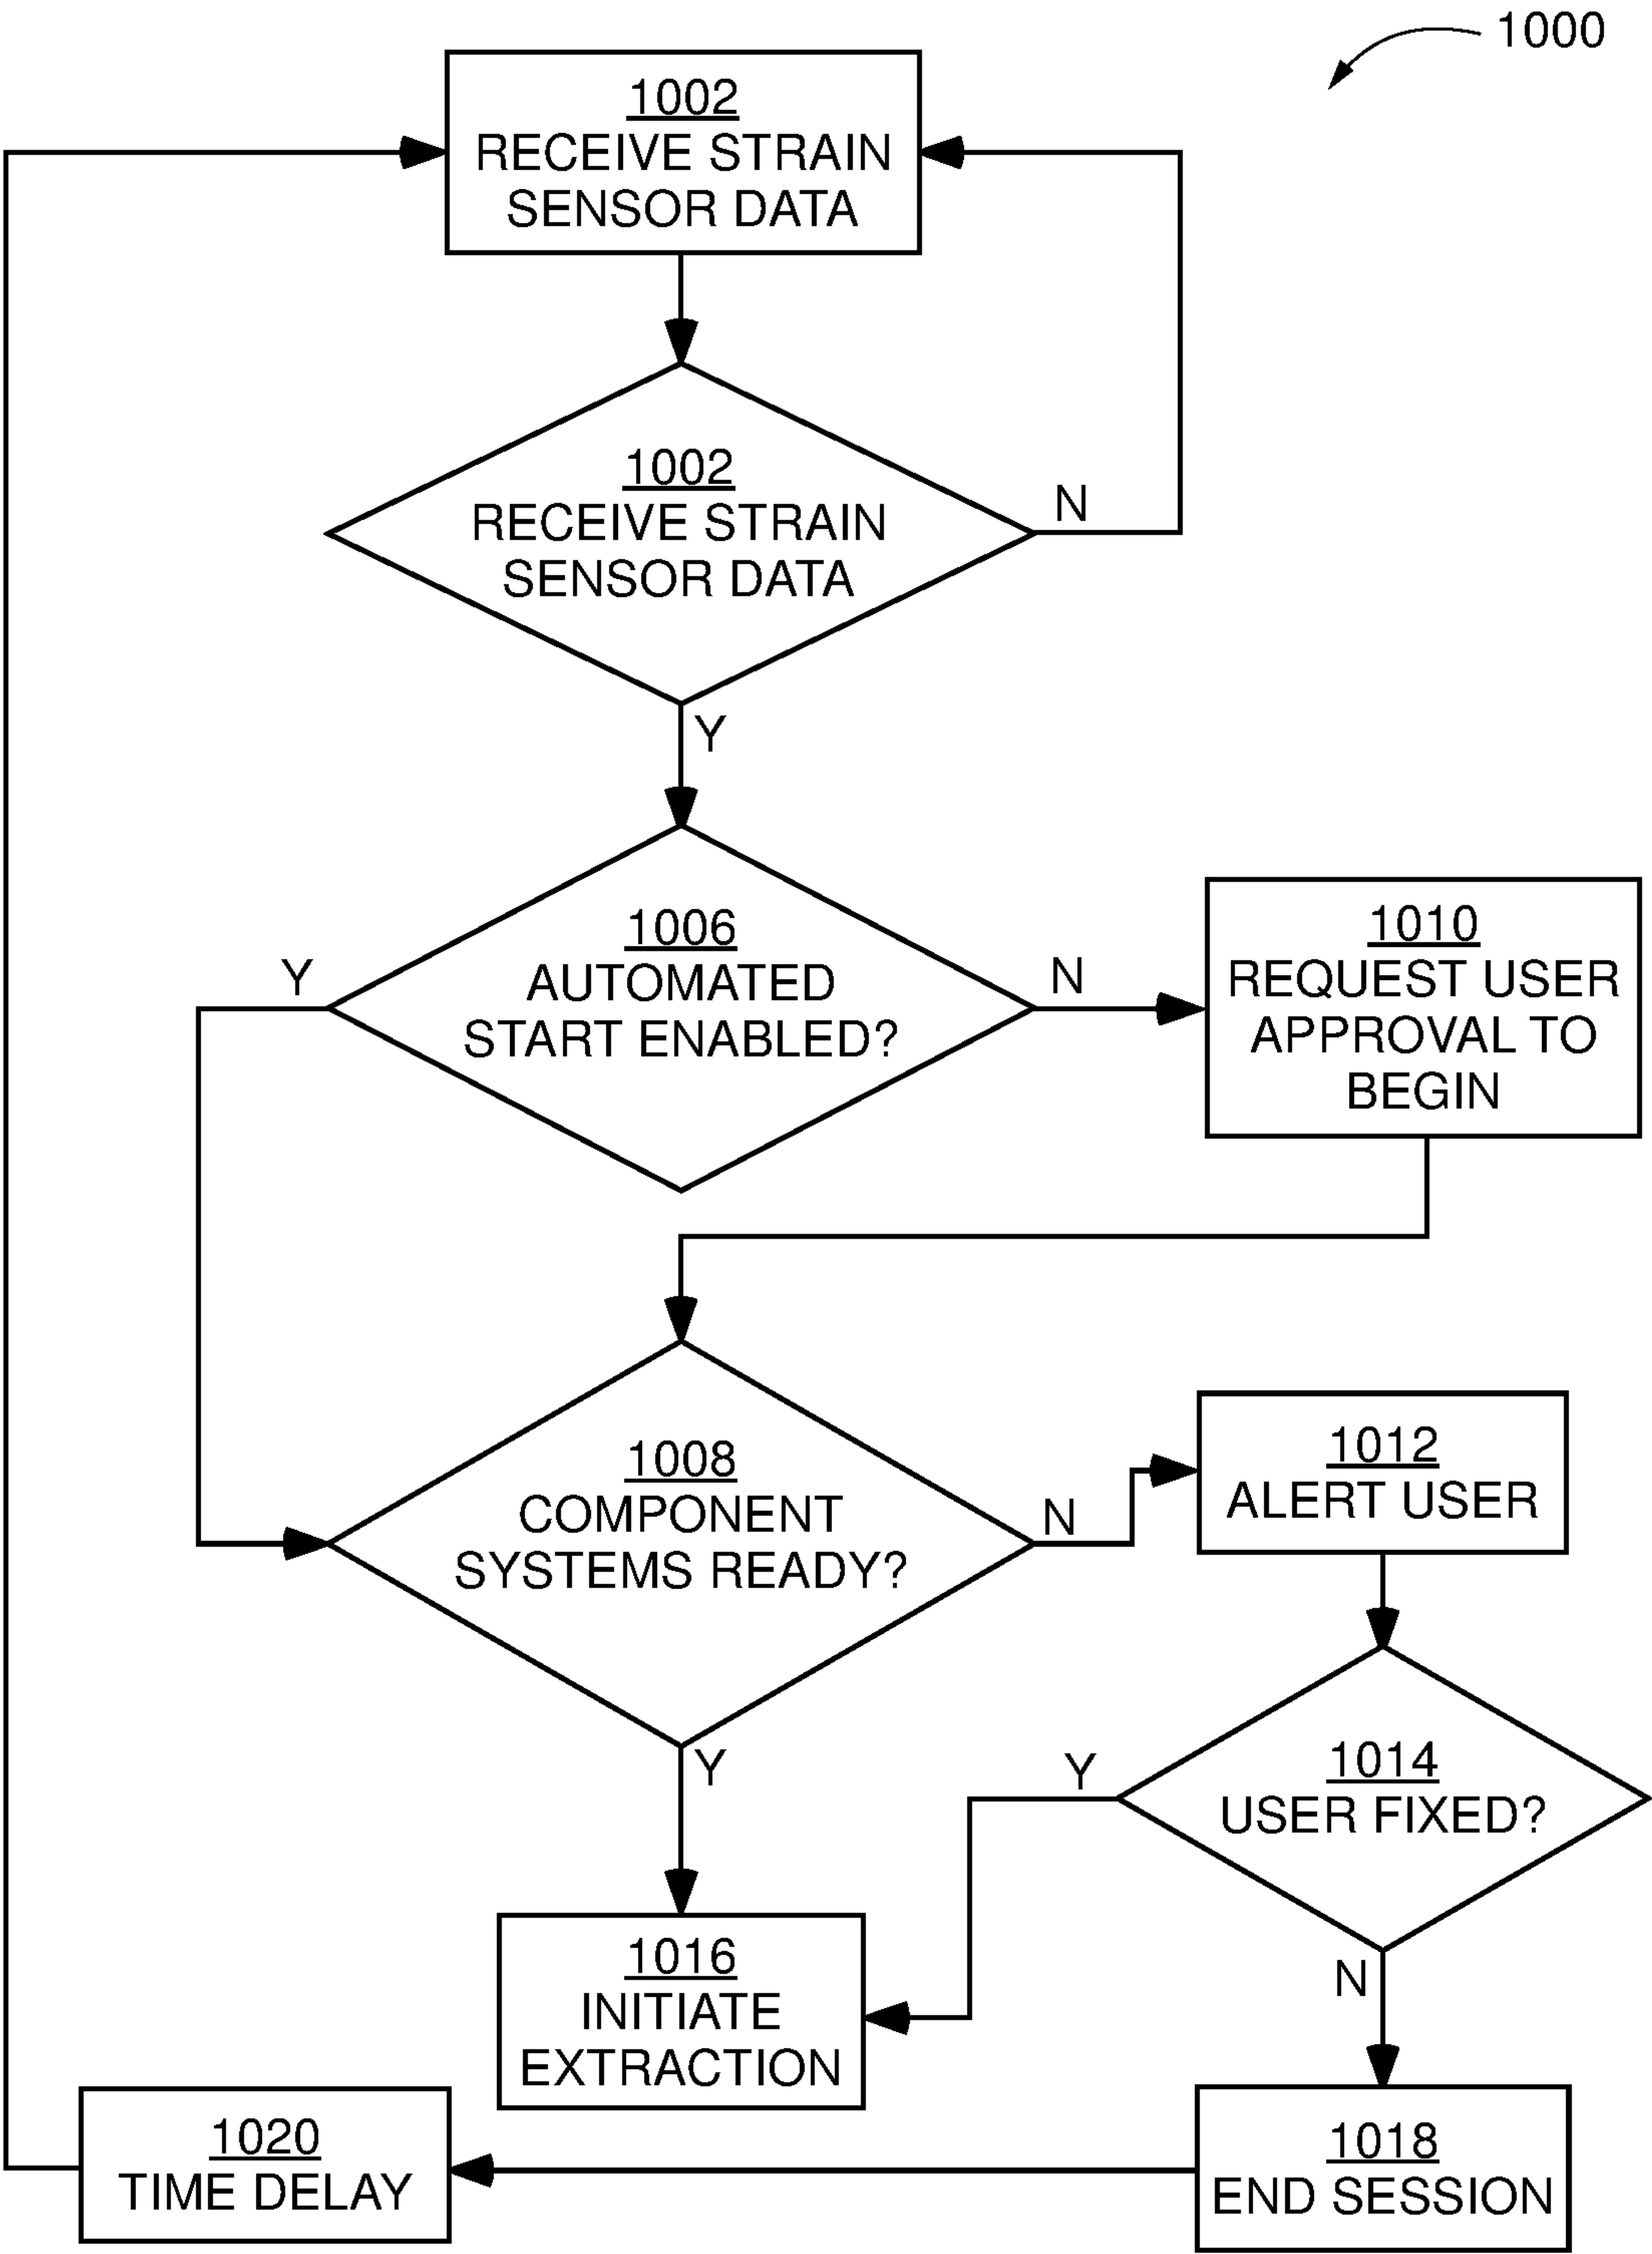 1000
1002
RECEIVE STRAIN
SENSOR DATA
1002
RECEIVE STRAIN
SENSOR DATA
N
Y
1006
AUTOMATED
START ENABLED?
Y
N
1010
REQUEST USER
APPROVAL TO
BEGIN
1008
COMPONENT
SYSTEMS READY?
N
Y
1012
ALERT USER
1014
USER FIXED?
Y
N
1016
INITIATE
EXTRACTION
1018
END SESSION
1020
TIME DELAY